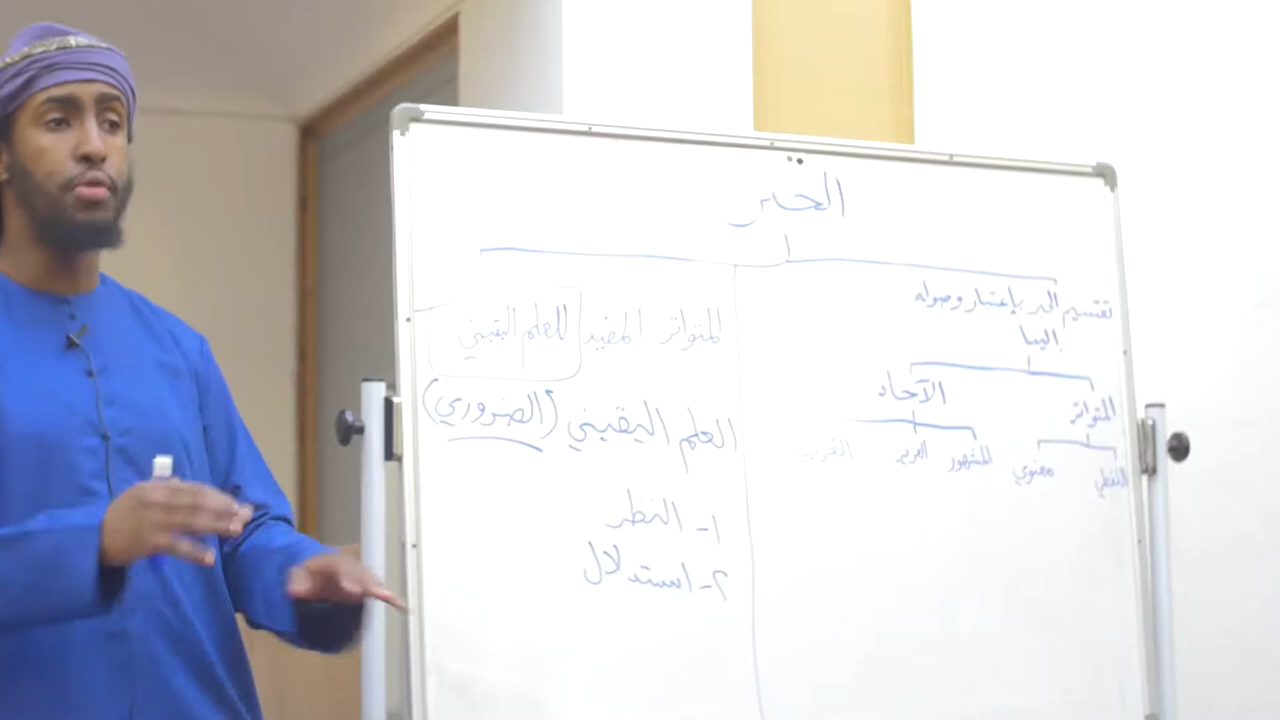 الخبر
تقسيم الخبر بإعتبار وصوله
إلينا
المتواتر
الآحاد
اللفظي
معنوي
المشهور
العزيز
الغريب
المتواتر المفيد للعلم اليقيني
العلم اليقيني (الضروري)
١- النظر
٢- استدلال